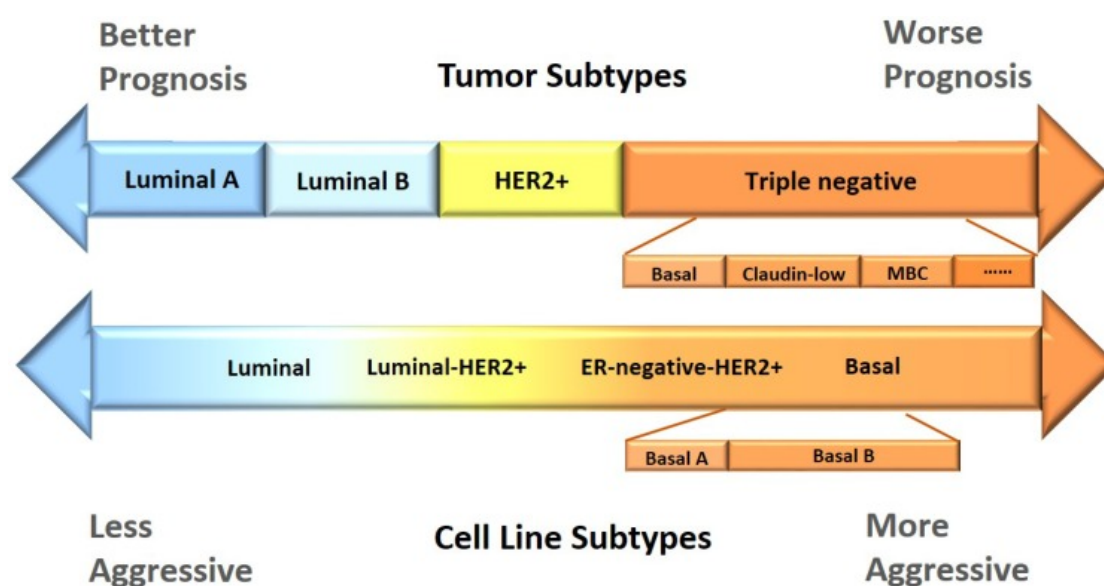 Better
Prognosis
Tumor Subtypes
Worse
Prognosis
Luminal A
Luminal B
HER2+
Triple negative
Basal
Claudin-low
MBC
......
Luminal
Luminal-HER2+
ER-negative-HER2+
Basal
Basal A
Basal B
Less
Aggressive
Cell Line Subtypes
More
Aggressive